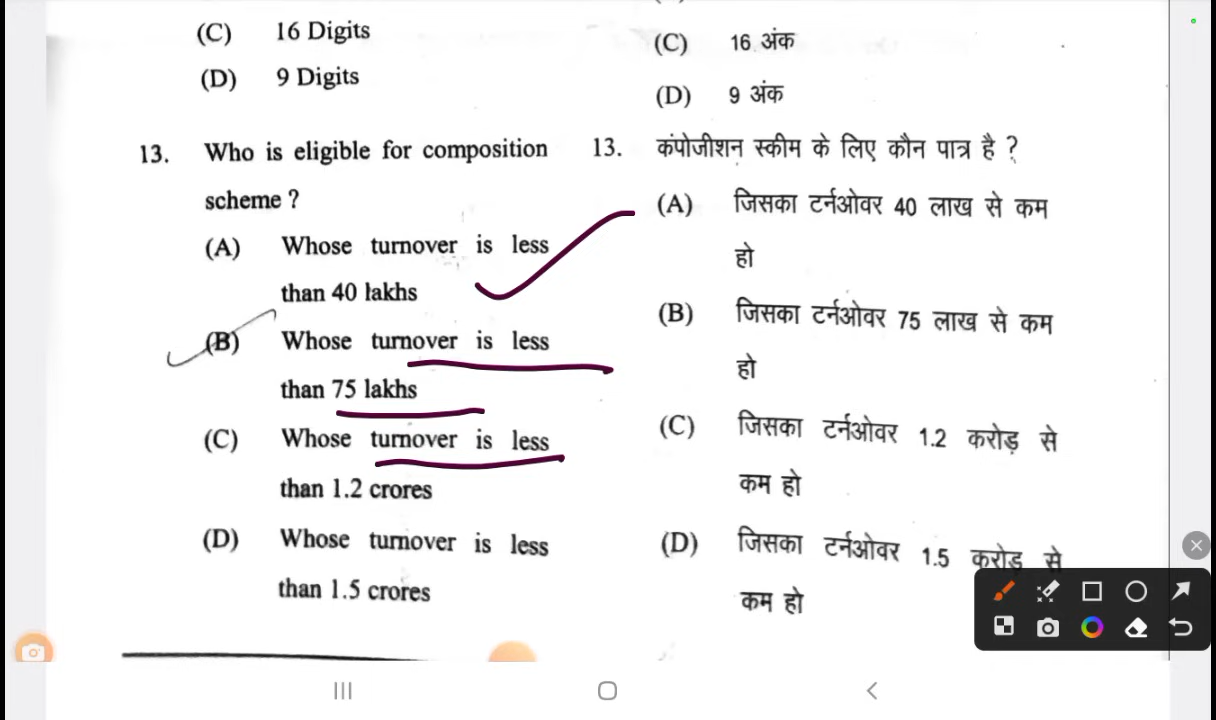 (C) 16 Digits
(D) 9 Digits
13. Who is eligible for composition
scheme ?
(A) Whose turnover is less
than 40 lakhs
(B) Whose turnover is less
than 75 lakhs
(C) Whose turnover is less
than 1.2 crores
(D) Whose turnover is less
than 1.5 crores
(C) 16 अंक
(D) 9 अंक
13. कंपोजीशन स्कीम के लिए कौन पात्र है ?
(A) जिसका टर्नओवर 40 लाख से कम
हो
(B) जिसका टर्नओवर 75 लाख से कम
हो
(C) जिसका टर्नओवर 1.2 करोड़ से
कम हो
(D) जिसका टर्नओवर 1.5 करोड़ से
कम हो